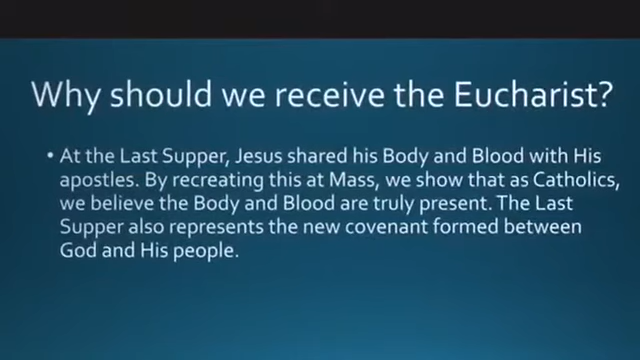 Why should we receive the Eucharist?
• At the Last Supper, Jesus shared his Body and Blood with His
apostles. By recreating this at Mass, we show that as Catholics,
we believe the Body and Blood are truly present. The Last
Supper also represents the new covenant formed between
God and His people.